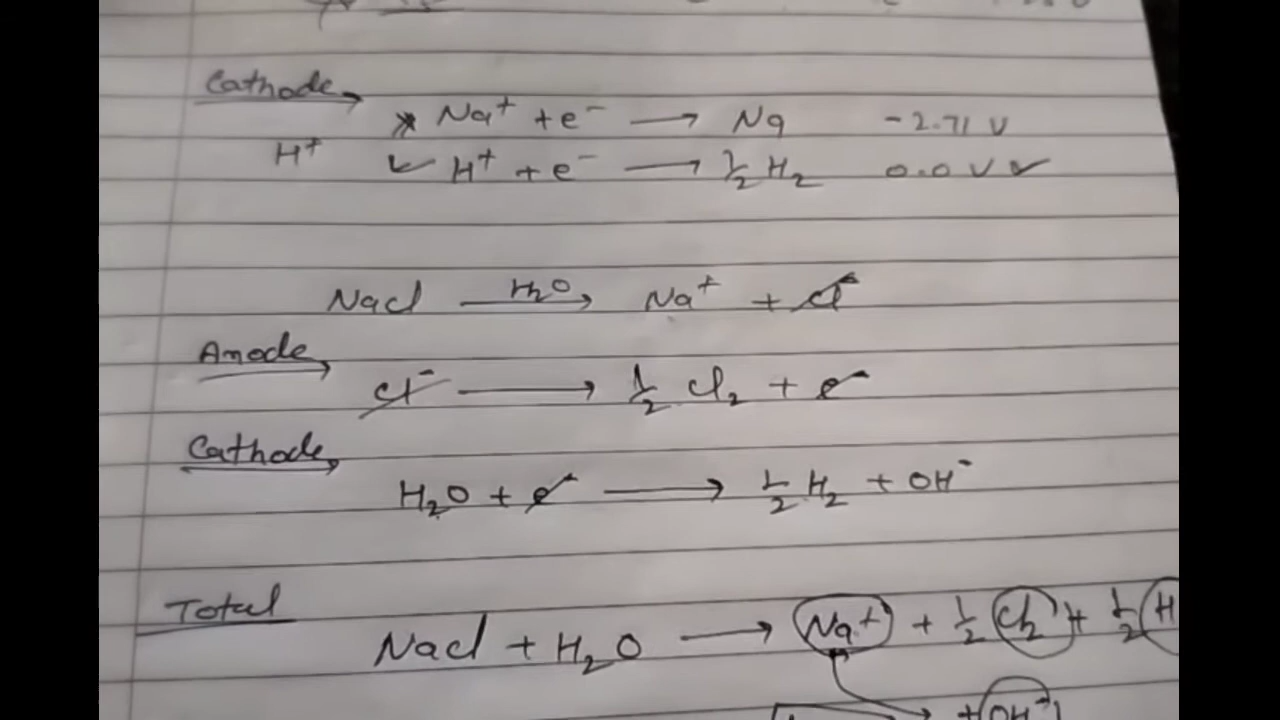 Cathode
* Na⁺ + e⁻ → Na -2.71 V
H⁺ ✓ H⁺ + e⁻ → ½ H₂ 0.0 V ✓
Nacl H₂O→ Na⁺ + Cl⁻
Anode
Cl⁻ → ½ Cl₂ + e⁻
Cathode
H₂O + e⁻ → ½ H₂ + OH⁻
Total
Nacl + H₂O → Na⁺ + ½ Cl₂ + ½ H
+ OH⁻